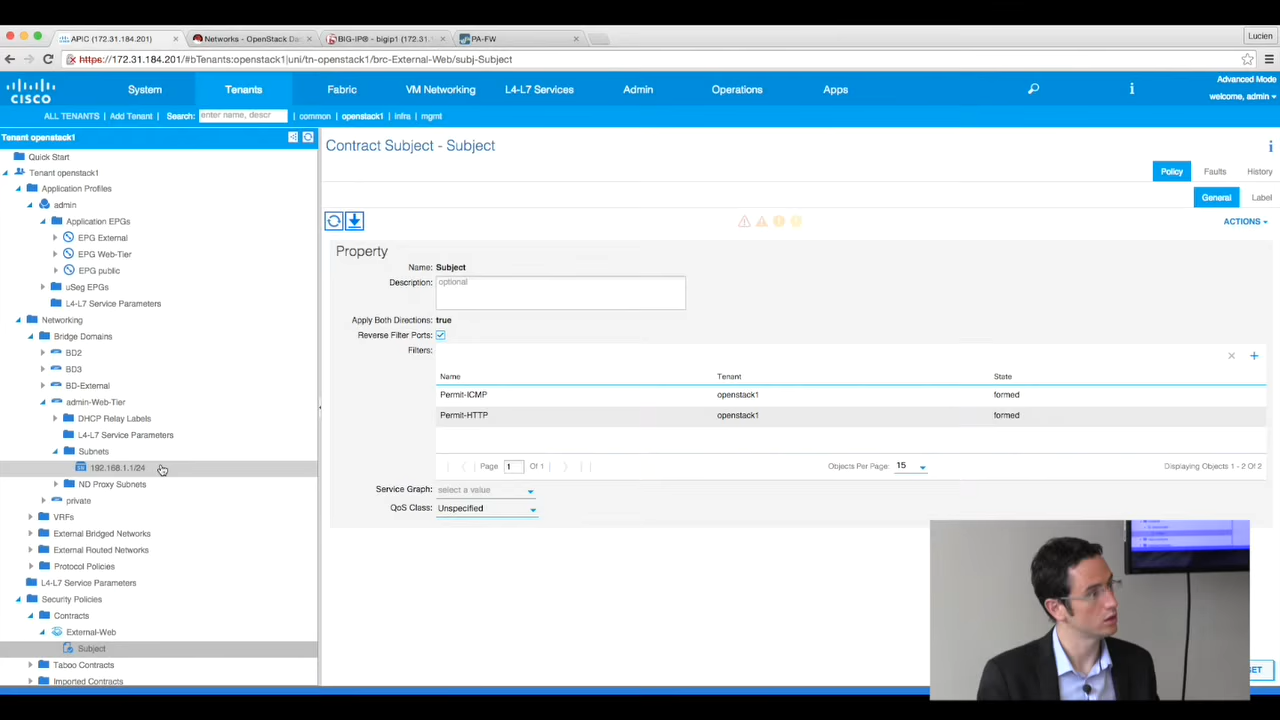 APIC (172.31.184.201)
Networks - OpenStack Da
BIG-IP® - bigip1 (172.31.
PA-FW
Lucien
https://172.31.184.201/#bTenants:openstack1|uni/tn-openstack1/brc-External-Web/subj-Subject
CISCO
System
Tenants
Fabric
VM Networking
L4-L7 Services
Admin
Operations
Apps
Advanced Mode
welcome, admin
ALL TENANTS | Add Tenant | Search: enter name, descr | common | openstack1 | infra | mgmt
Tenant openstack1
Quick Start
Tenant openstack1
Application Profiles
admin
Application EPGs
EPG External
EPG Web-Tier
EPG public
uSeg EPGs
L4-L7 Service Parameters
Networking
Bridge Domains
BD2
BD3
BD-External
admin-Web-Tier
DHCP Relay Labels
L4-L7 Service Parameters
Subnets
192.168.1.1/24
ND Proxy Subnets
private
VRFs
External Bridged Networks
External Routed Networks
Protocol Policies
L4-L7 Service Parameters
Security Policies
Contracts
External-Web
Subject
Taboo Contracts
Imported Contracts
Contract Subject - Subject
Policy
Faults
History
General
Label
ACTIONS
Property
Name: Subject
Description: optional
Apply Both Directions: true
Reverse Filter Ports:
Filters:
Name Tenant State
Permit-ICMP openstack1 formed
Permit-HTTP openstack1 formed
Page 1 Of 1 Objects Per Page: 15 Displaying Objects 1 - 2 Of 2
Service Graph: select a value
QoS Class: Unspecified